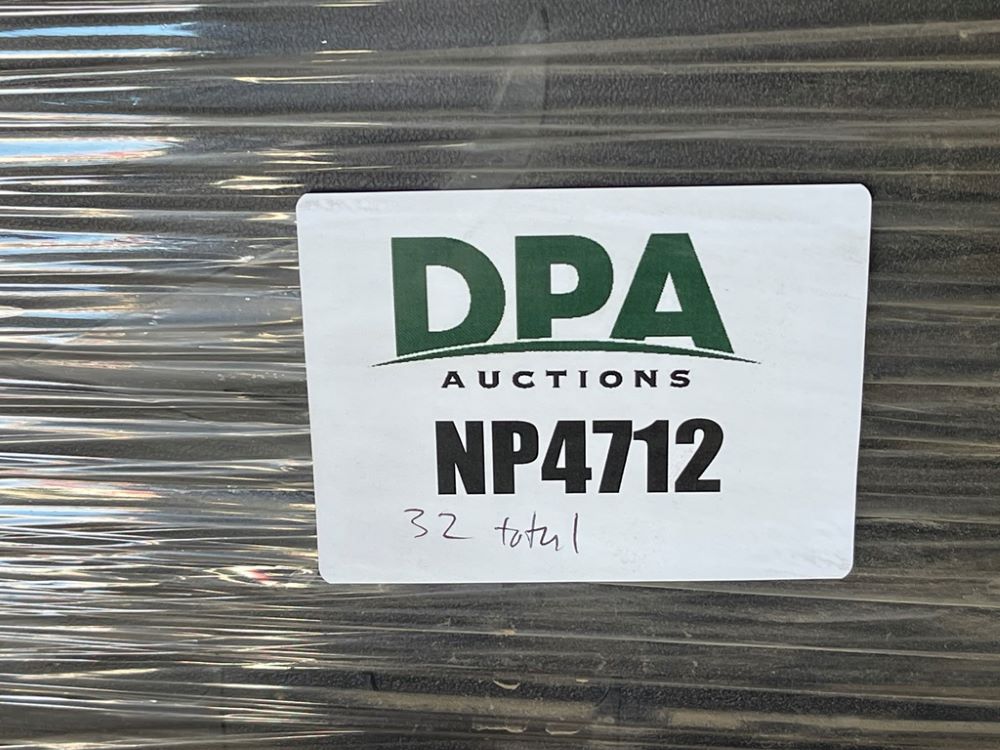 DPA
AUCTIONS
NP4712
32 total